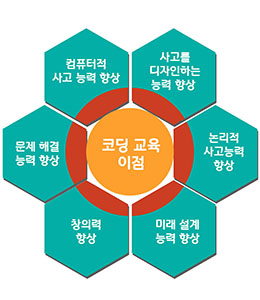 컴퓨터적
사고 능력 향상
사고를
디자인하는
능력 향상
문제 해결
능력 향상
코딩 교육
이점
논리적
사고능력
향상
창의력
향상
미래 설계
능력 향상